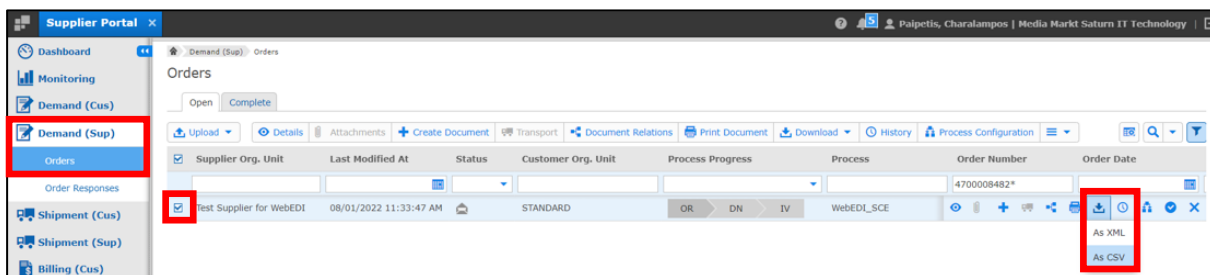 Supplier Portal ×
5 Paipetis, Charalampos | Media Markt Saturn IT Technology |
Dashboard
Monitoring
Demand (Cus)
Demand (Sup)
Orders
Order Responses
Shipment (Cus)
Shipment (Sup)
Billing (Cus)
Demand (Sup) Orders
Orders
Open Complete
Upload Details Attachments Create Document Transport Document Relations Print Document Download History Process Configuration
Supplier Org. Unit Last Modified At Status Customer Org. Unit Process Progress Process Order Number Order Date
4700008482*
Test Supplier for WebEDI 08/01/2022 11:33:47 AM STANDARD OR DN IV WebEDI_SCE
As XML
As CSV